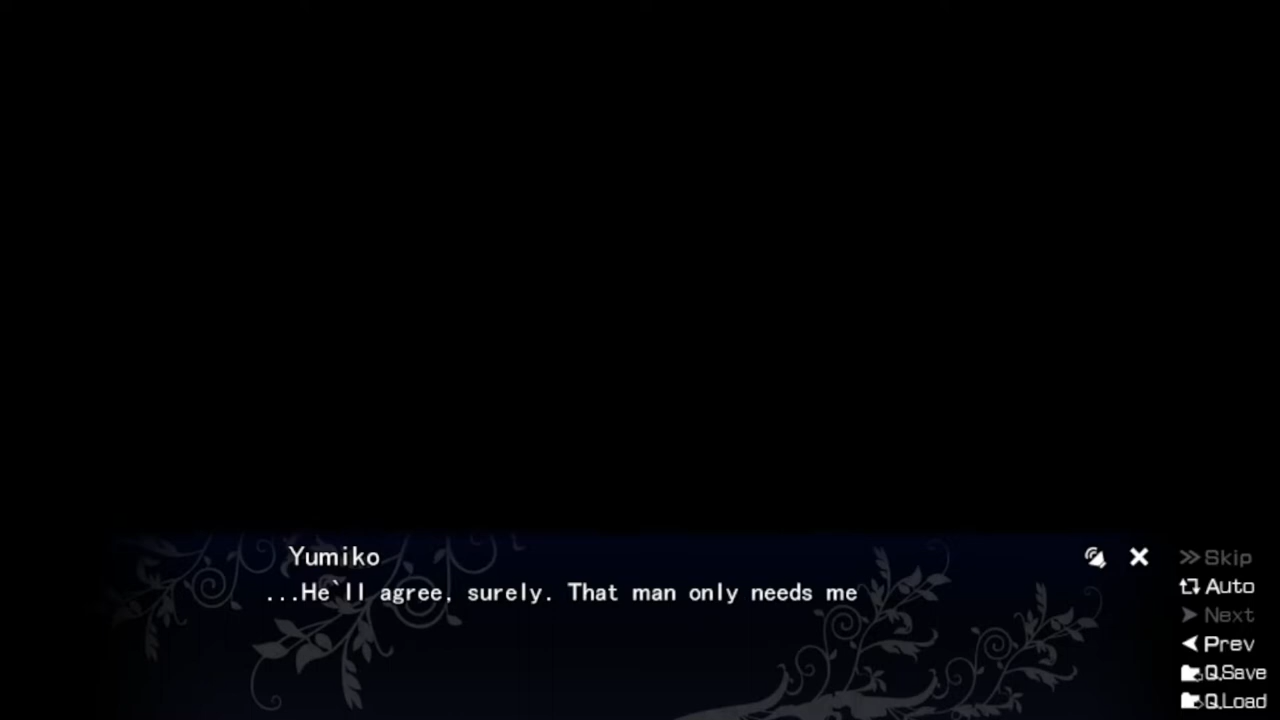 Yumiko
...He`ll agree, surely. That man only needs me
Skip
Auto
Next
Prev
Q.Save
Q.Load